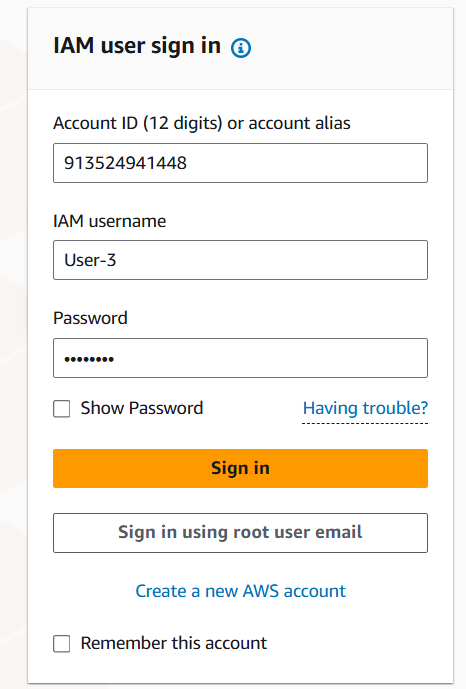 IAM user sign in
Account ID (12 digits) or account alias
913524941448
IAM username
User-3
Password
••••••••
Show Password
Having trouble?
Sign in
Sign in using root user email
Create a new AWS account
Remember this account